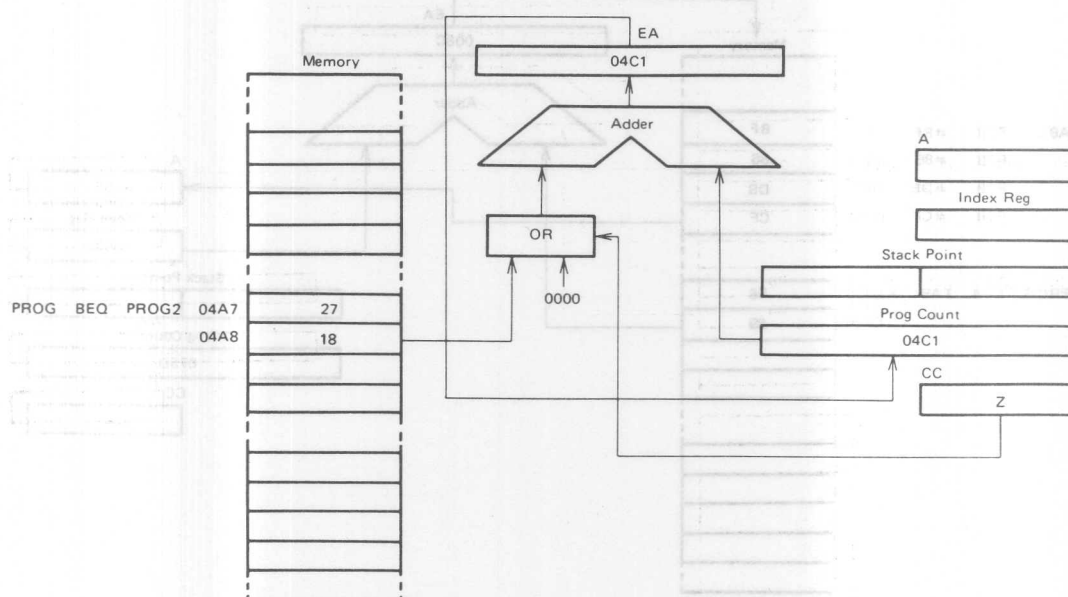 EA
04C1
Memory
Adder
A
Index Reg
OR
Stack Point
0000
PROG BEQ PROG2 04A7 27
Prog Count
04A8 18
04C1
CC
Z